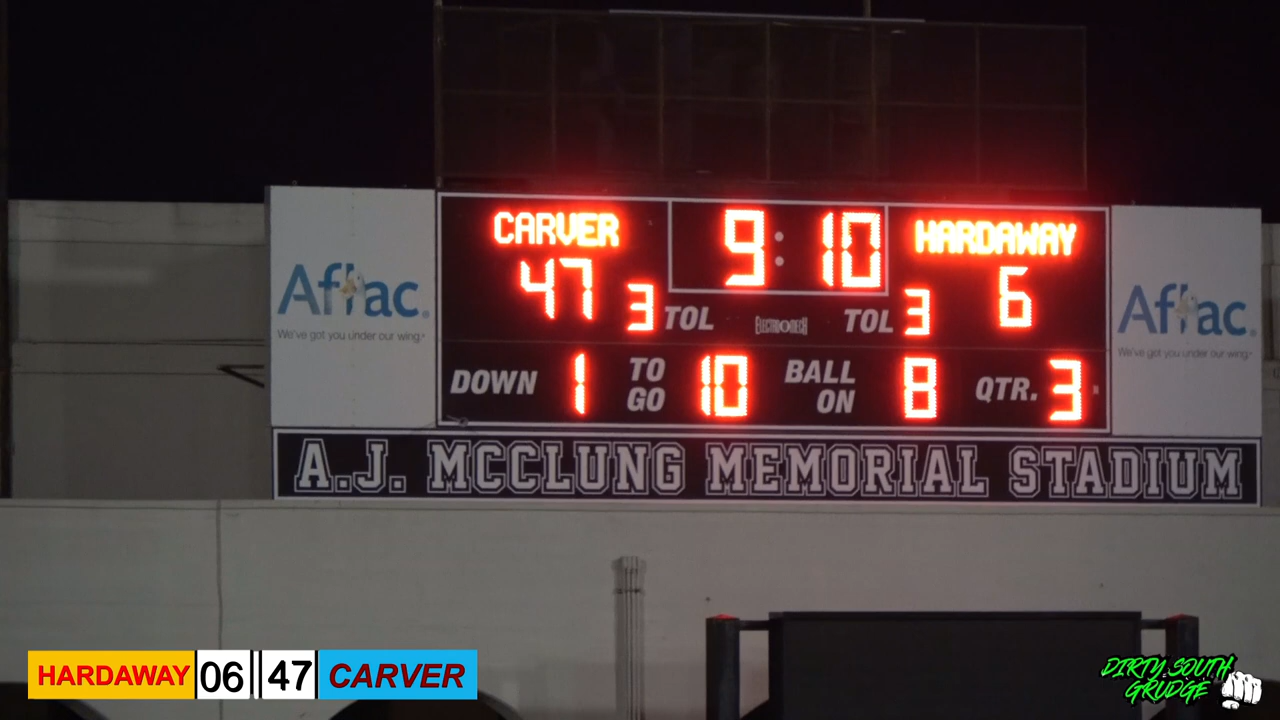 CARVER
9:10
HARDAWAY
47
3 TOL
ELECTRO-MECH
TOL 3
6
DOWN 1
TO GO 10
BALL ON 8
QTR. 3
Aflac
We've got you under our wing.
Aflac
We've got you under our wing.
A.J. MCCLUNG MEMORIAL STADIUM
HARDAWAY 06 47 CARVER
DIRTY SOUTH
GRUDGE